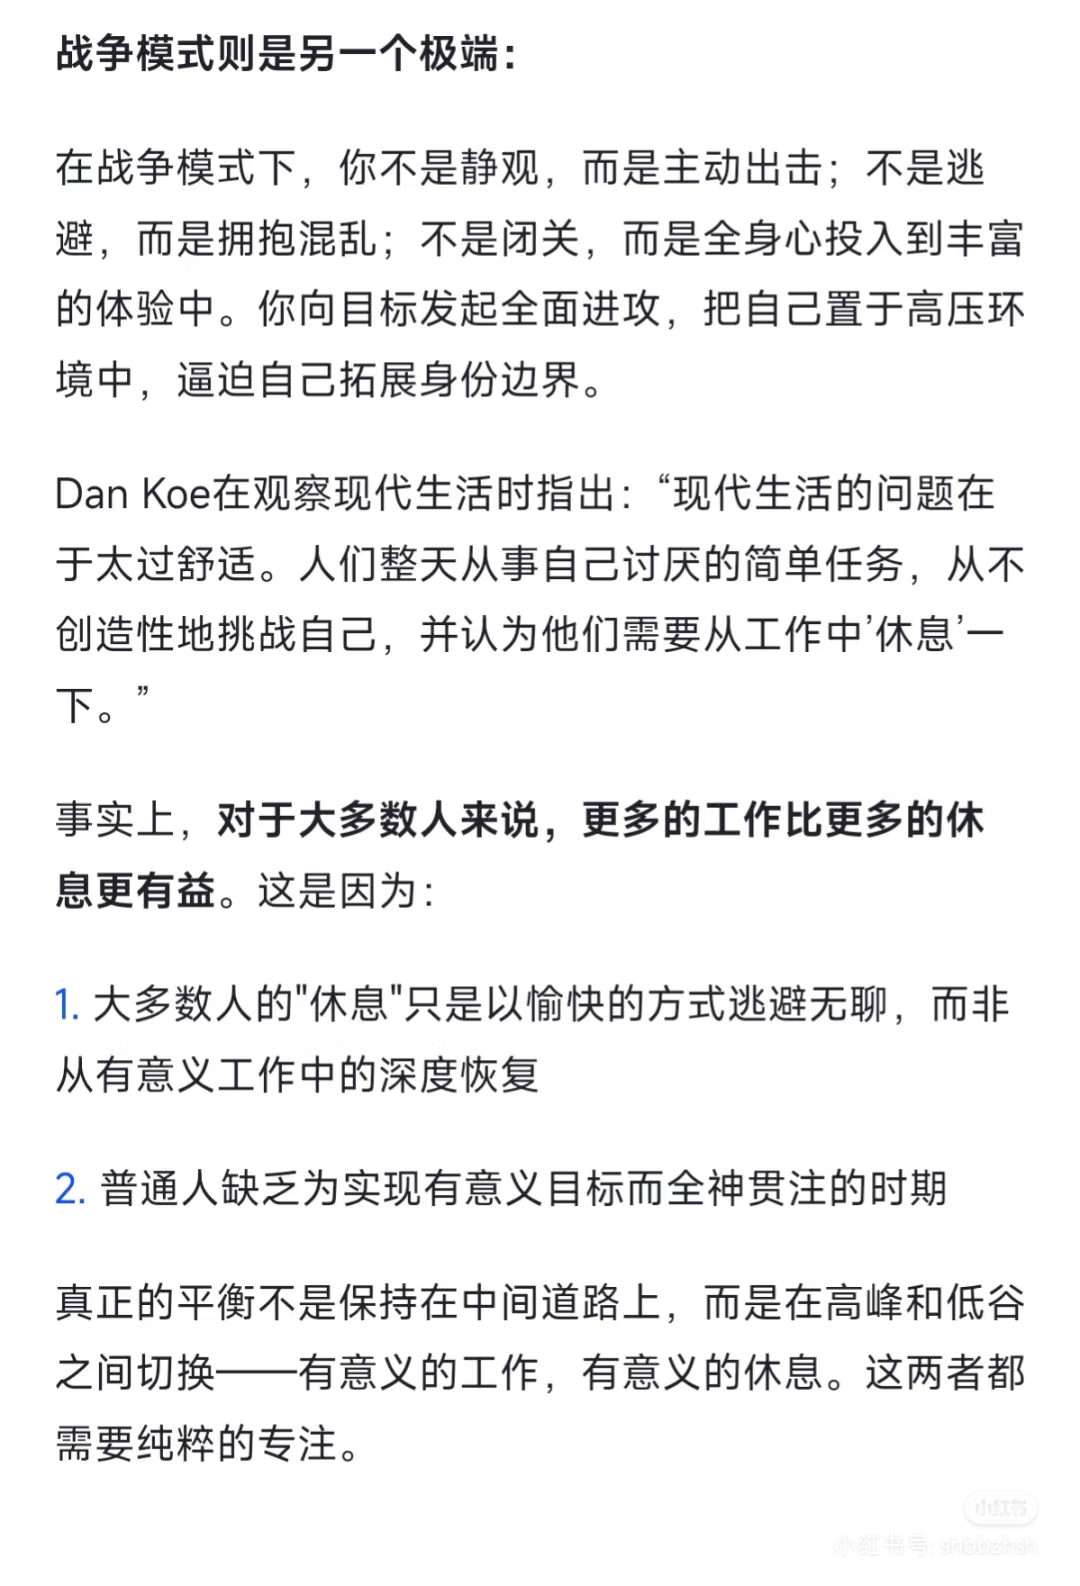 战争模式则是另一个极端：
在战争模式下，你不是静观，而是主动出击；不是逃
避，而是拥抱混乱；不是闭关，而是全身心投入到丰富
的体验中。你向目标发起全面进攻，把自己置于高压环
境中，逼迫自己拓展身份边界。
Dan Koe在观察现代生活时指出：“现代生活的问题在
于太过舒适。人们整天从事自己讨厌的简单任务，从不
创造性地挑战自己，并认为他们需要从工作中’休息’一
下。”
事实上，对于大多数人来说，更多的工作比更多的休
息更有益。这是因为：
1. 大多数人的"休息"只是以愉快的方式逃避无聊，而非
从有意义工作中的深度恢复
2. 普通人缺乏为实现有意义目标而全神贯注的时期
真正的平衡不是保持在中间道路上，而是在高峰和低谷
之间切换——有意义的工作，有意义的休息。这两者都
需要纯粹的专注。
小红书
小红书号: shbbzhsh